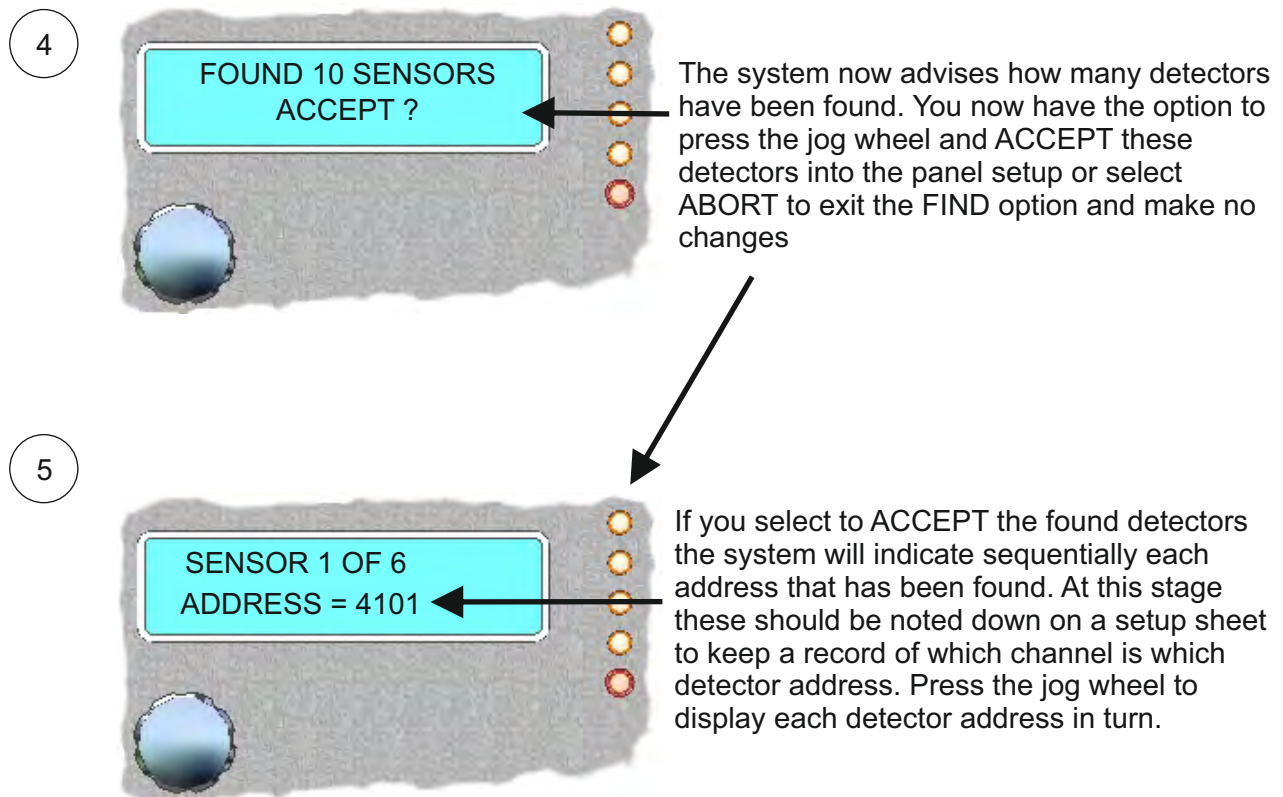 4
FOUND 10 SENSORS
ACCEPT ?
The system now advises how many detectors
have been found. You now have the option to
press the jog wheel and ACCEPT these
detectors into the panel setup or select
ABORT to exit the FIND option and make no
changes
5
SENSOR 1 OF 6
ADDRESS = 4101
If you select to ACCEPT the found detectors
the system will indicate sequentially each
address that has been found. At this stage
these should be noted down on a setup sheet
to keep a record of which channel is which
detector address. Press the jog wheel to
display each detector address in turn.